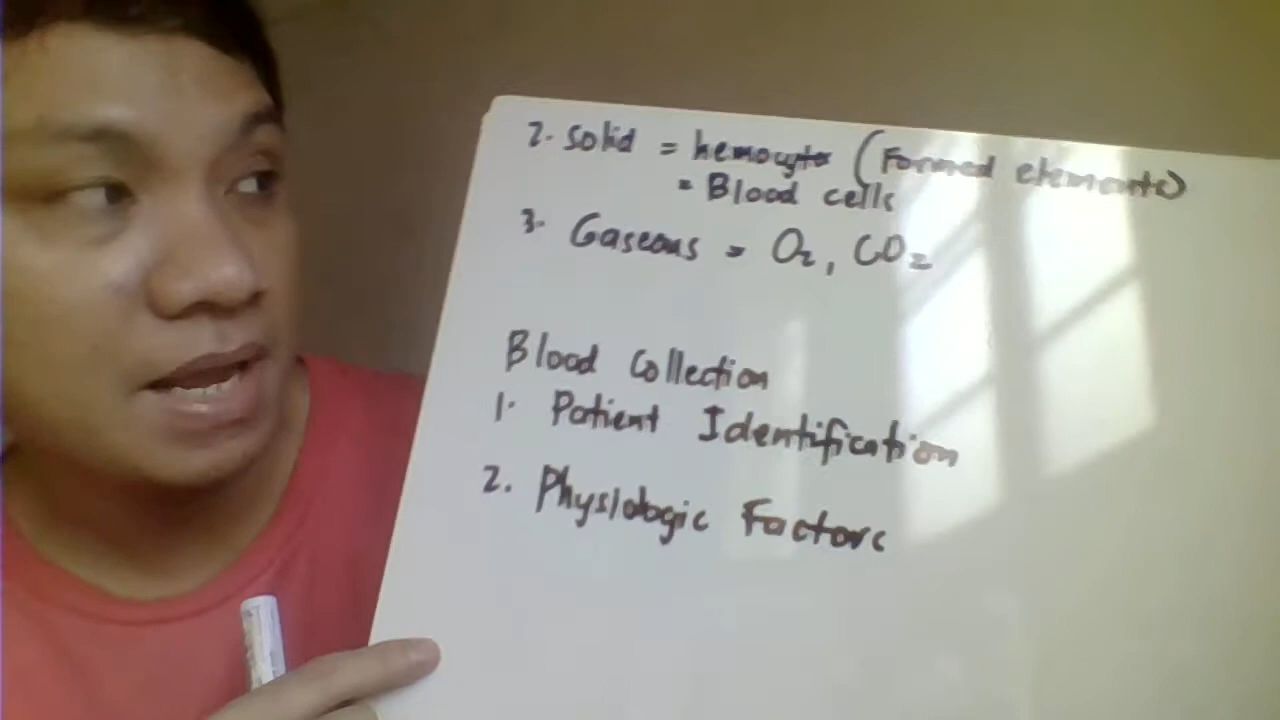 2. Solid = hemocyte (Formed elements)
= Blood cells
3. Gaseous = O₂, CO₂
Blood Collection
1. Patient Identification
2. Physiologic Factors